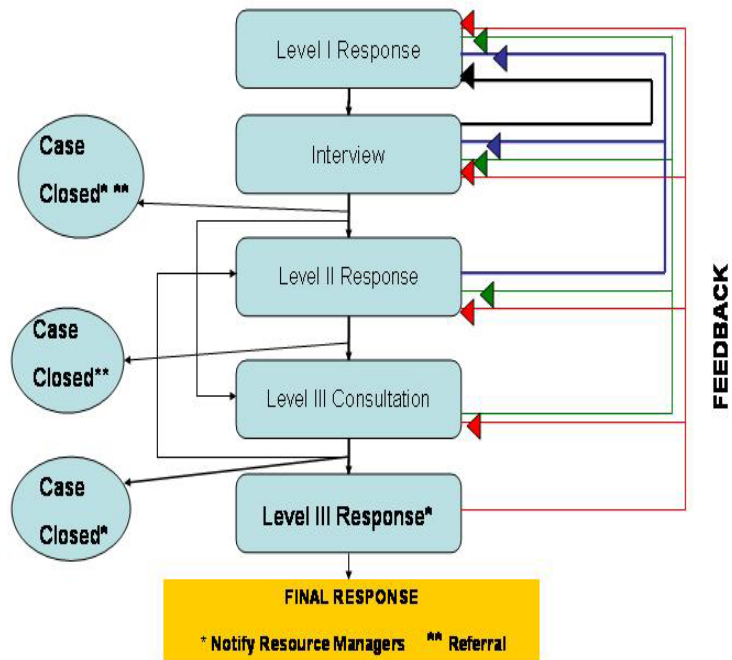 Level I Response
Interview
Case
Closed* **
Level II Response
Case
Closed**
Level III Consultation
Case
Closed*
Level III Response*
FEEDBACK
FINAL RESPONSE
* Notify Resource Managers ** Referral